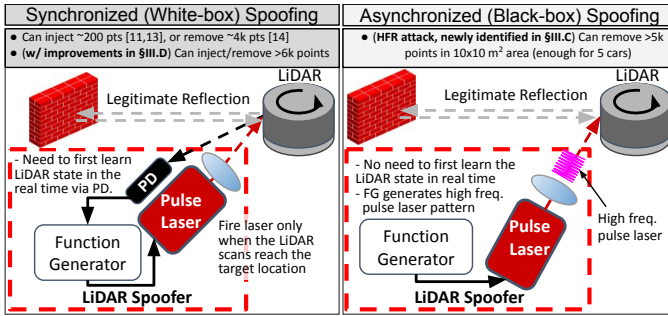 Synchronized (White-box) Spoofing
● Can inject ~200 pts [11,13], or remove ~4k pts [14]
● (w/ improvements in §III.D) Can inject/remove >6k points
LiDAR
Legitimate Reflection
- Need to first learn
LiDAR state in the
real time via PD.
PD
Pulse
Laser
Function
Generator
Fire laser only
when the LiDAR
scans reach the
target location
LiDAR Spoofer
Asynchronized (Black-box) Spoofing
● (HFR attack, newly identified in §III.C) Can remove >5k
points in 10x10 m² area (enough for 5 cars)
LiDAR
Legitimate Reflection
- No need to first learn the
LiDAR state in real time
- FG generates high freq.
pulse laser pattern
Pulse
Laser
High freq.
pulse laser
Function
Generator
LiDAR Spoofer